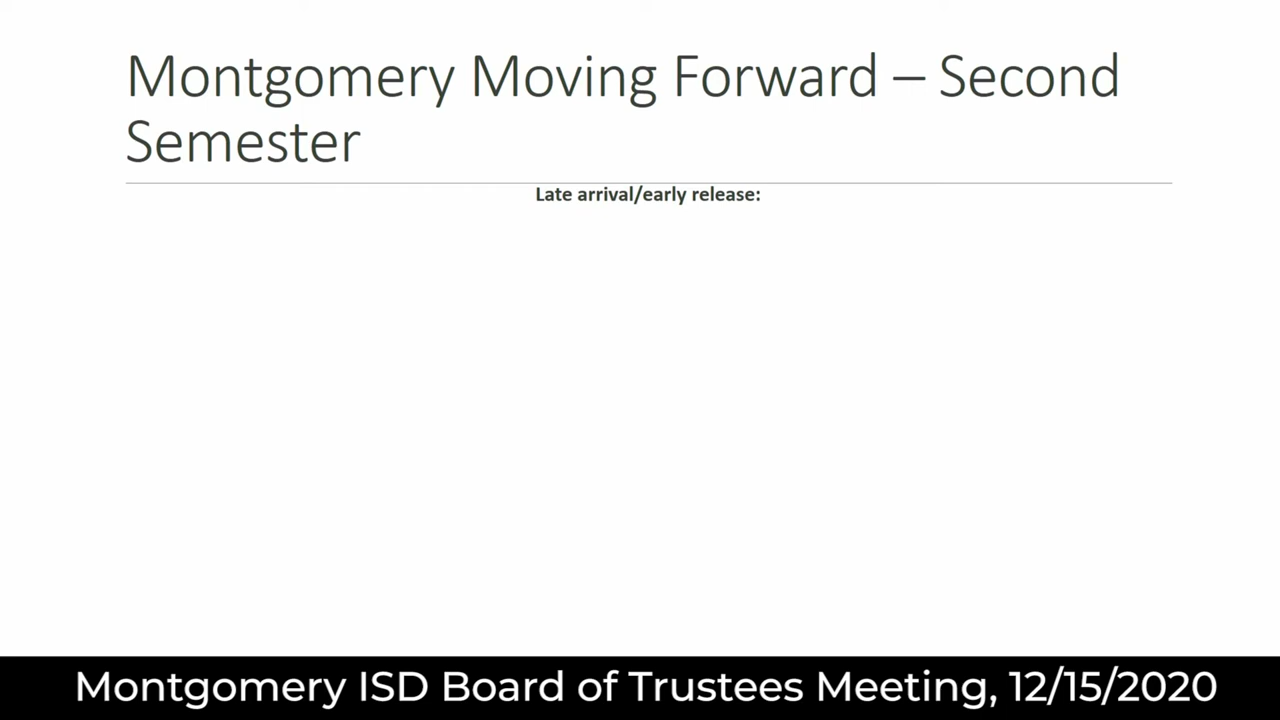 Montgomery Moving Forward – Second
Semester
Late arrival/early release:
Montgomery ISD Board of Trustees Meeting, 12/15/2020